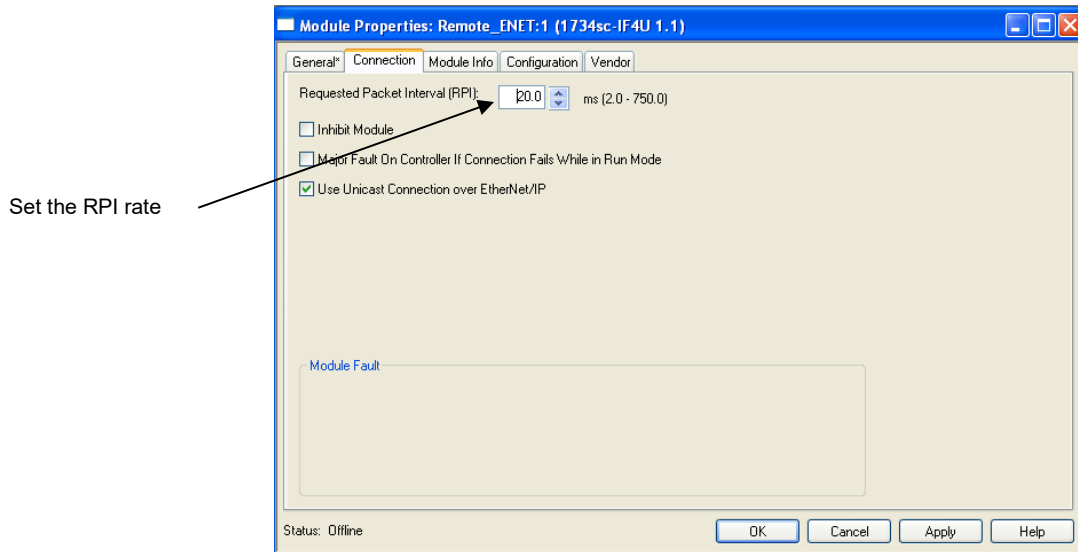 Module Properties: Remote_ENET:1 (1734sc-IF4U 1.1)
General* Connection Module Info Configuration Vendor
Requested Packet Interval (RPI): 20.0 ms (2.0 - 750.0)
Inhibit Module
Major Fault On Controller If Connection Fails While in Run Mode
Use Unicast Connection over EtherNet/IP
Set the RPI rate
Module Fault
Status: Offline OK Cancel Apply Help